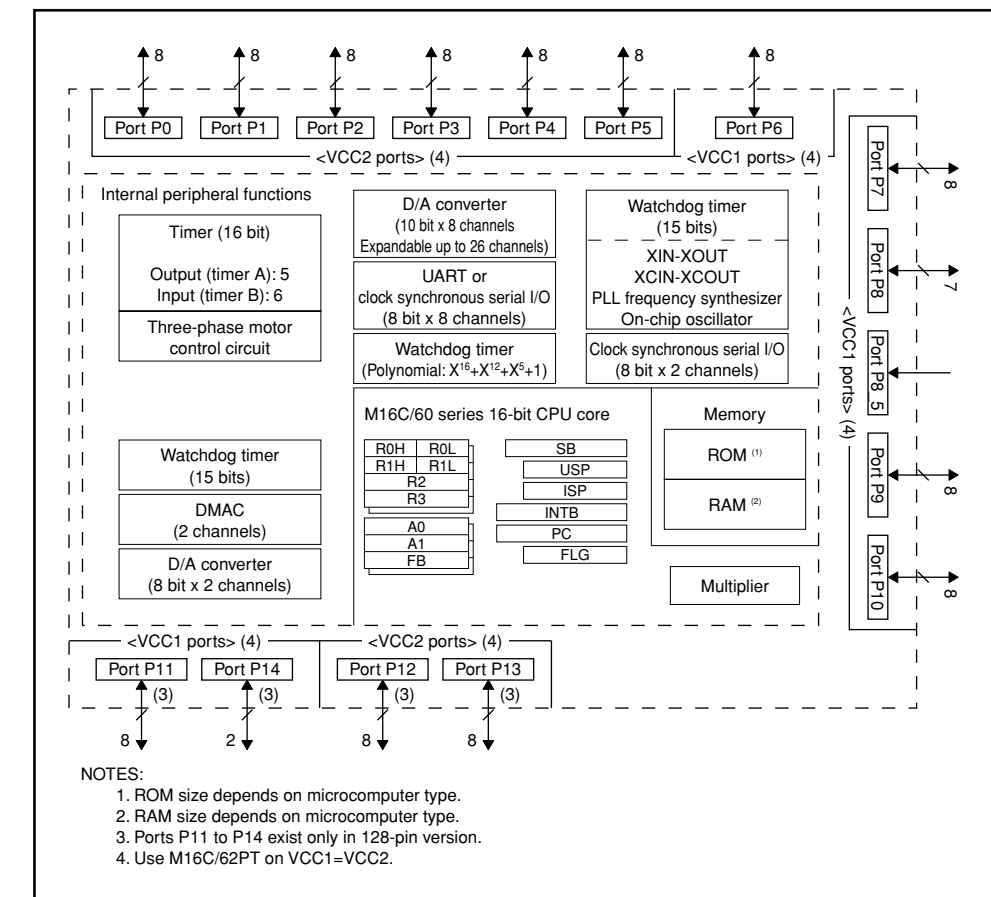 8 8 8 8 8 8 8
Port P0 Port P1 Port P2 Port P3 Port P4 Port P5 Port P6
<VCC2 ports> (4) <VCC1 ports> (4)
Internal peripheral functions
Timer (16 bit)
Output (timer A): 5
Input (timer B): 6
Three-phase motor
control circuit
Watchdog timer
(15 bits)
DMAC
(2 channels)
D/A converter
(8 bit x 2 channels)
D/A converter
(10 bit x 8 channels
Expandable up to 26 channels)
UART or
clock synchronous serial I/O
(8 bit x 8 channels)
Watchdog timer
(Polynomial: X¹⁶+X¹²+X⁵+1)
Watchdog timer
(15 bits)
XIN-XOUT
XCIN-XCOUT
PLL frequency synthesizer
On-chip oscillator
Clock synchronous serial I/O
(8 bit x 2 channels)
M16C/60 series 16-bit CPU core
R0H R0L
R1H R1L
R2
R3
A0
A1
FB
SB
USP
ISP
INTB
PC
FLG
Memory
ROM (1)
RAM (2)
Multiplier
<VCC1 ports> (4)
Port P7
8
Port P8
7
Port P8_5
Port P9
8
Port P10
8
<VCC1 ports> (4) <VCC2 ports> (4)
Port P11 Port P14 Port P12 Port P13
(3) (3) (3) (3)
8 2 8 8
NOTES:
1. ROM size depends on microcomputer type.
2. RAM size depends on microcomputer type.
3. Ports P11 to P14 exist only in 128-pin version.
4. Use M16C/62PT on VCC1=VCC2.